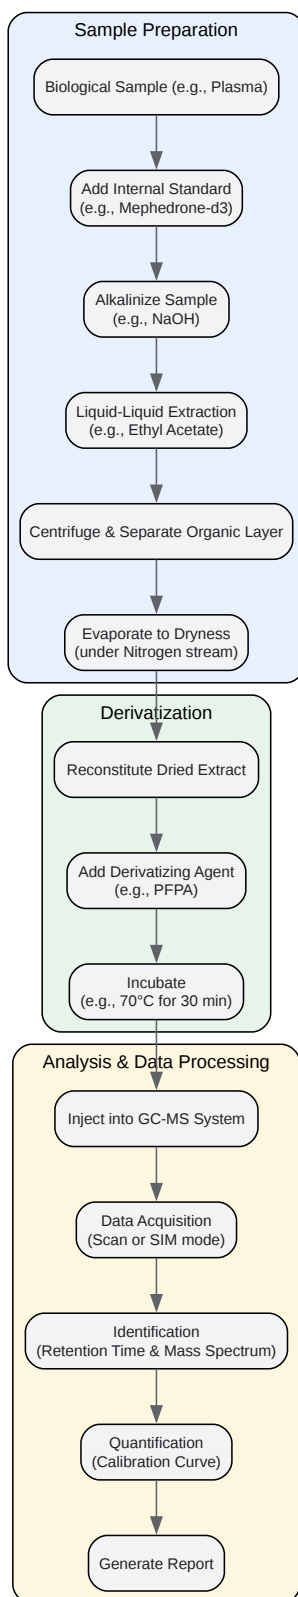 Sample Preparation
Biological Sample (e.g., Plasma)
Add Internal Standard
(e.g., Mephedrone-d3)
Alkalinize Sample
(e.g., NaOH)
Liquid-Liquid Extraction
(e.g., Ethyl Acetate)
Centrifuge & Separate Organic Layer
Evaporate to Dryness
(under Nitrogen stream)
Derivatization
Reconstitute Dried Extract
Add Derivatizing Agent
(e.g., PFPA)
Incubate
(e.g., 70°C for 30 min)
Analysis & Data Processing
Inject into GC-MS System
Data Acquisition
(Scan or SIM mode)
Identification
(Retention Time & Mass Spectrum)
Quantification
(Calibration Curve)
Generate Report